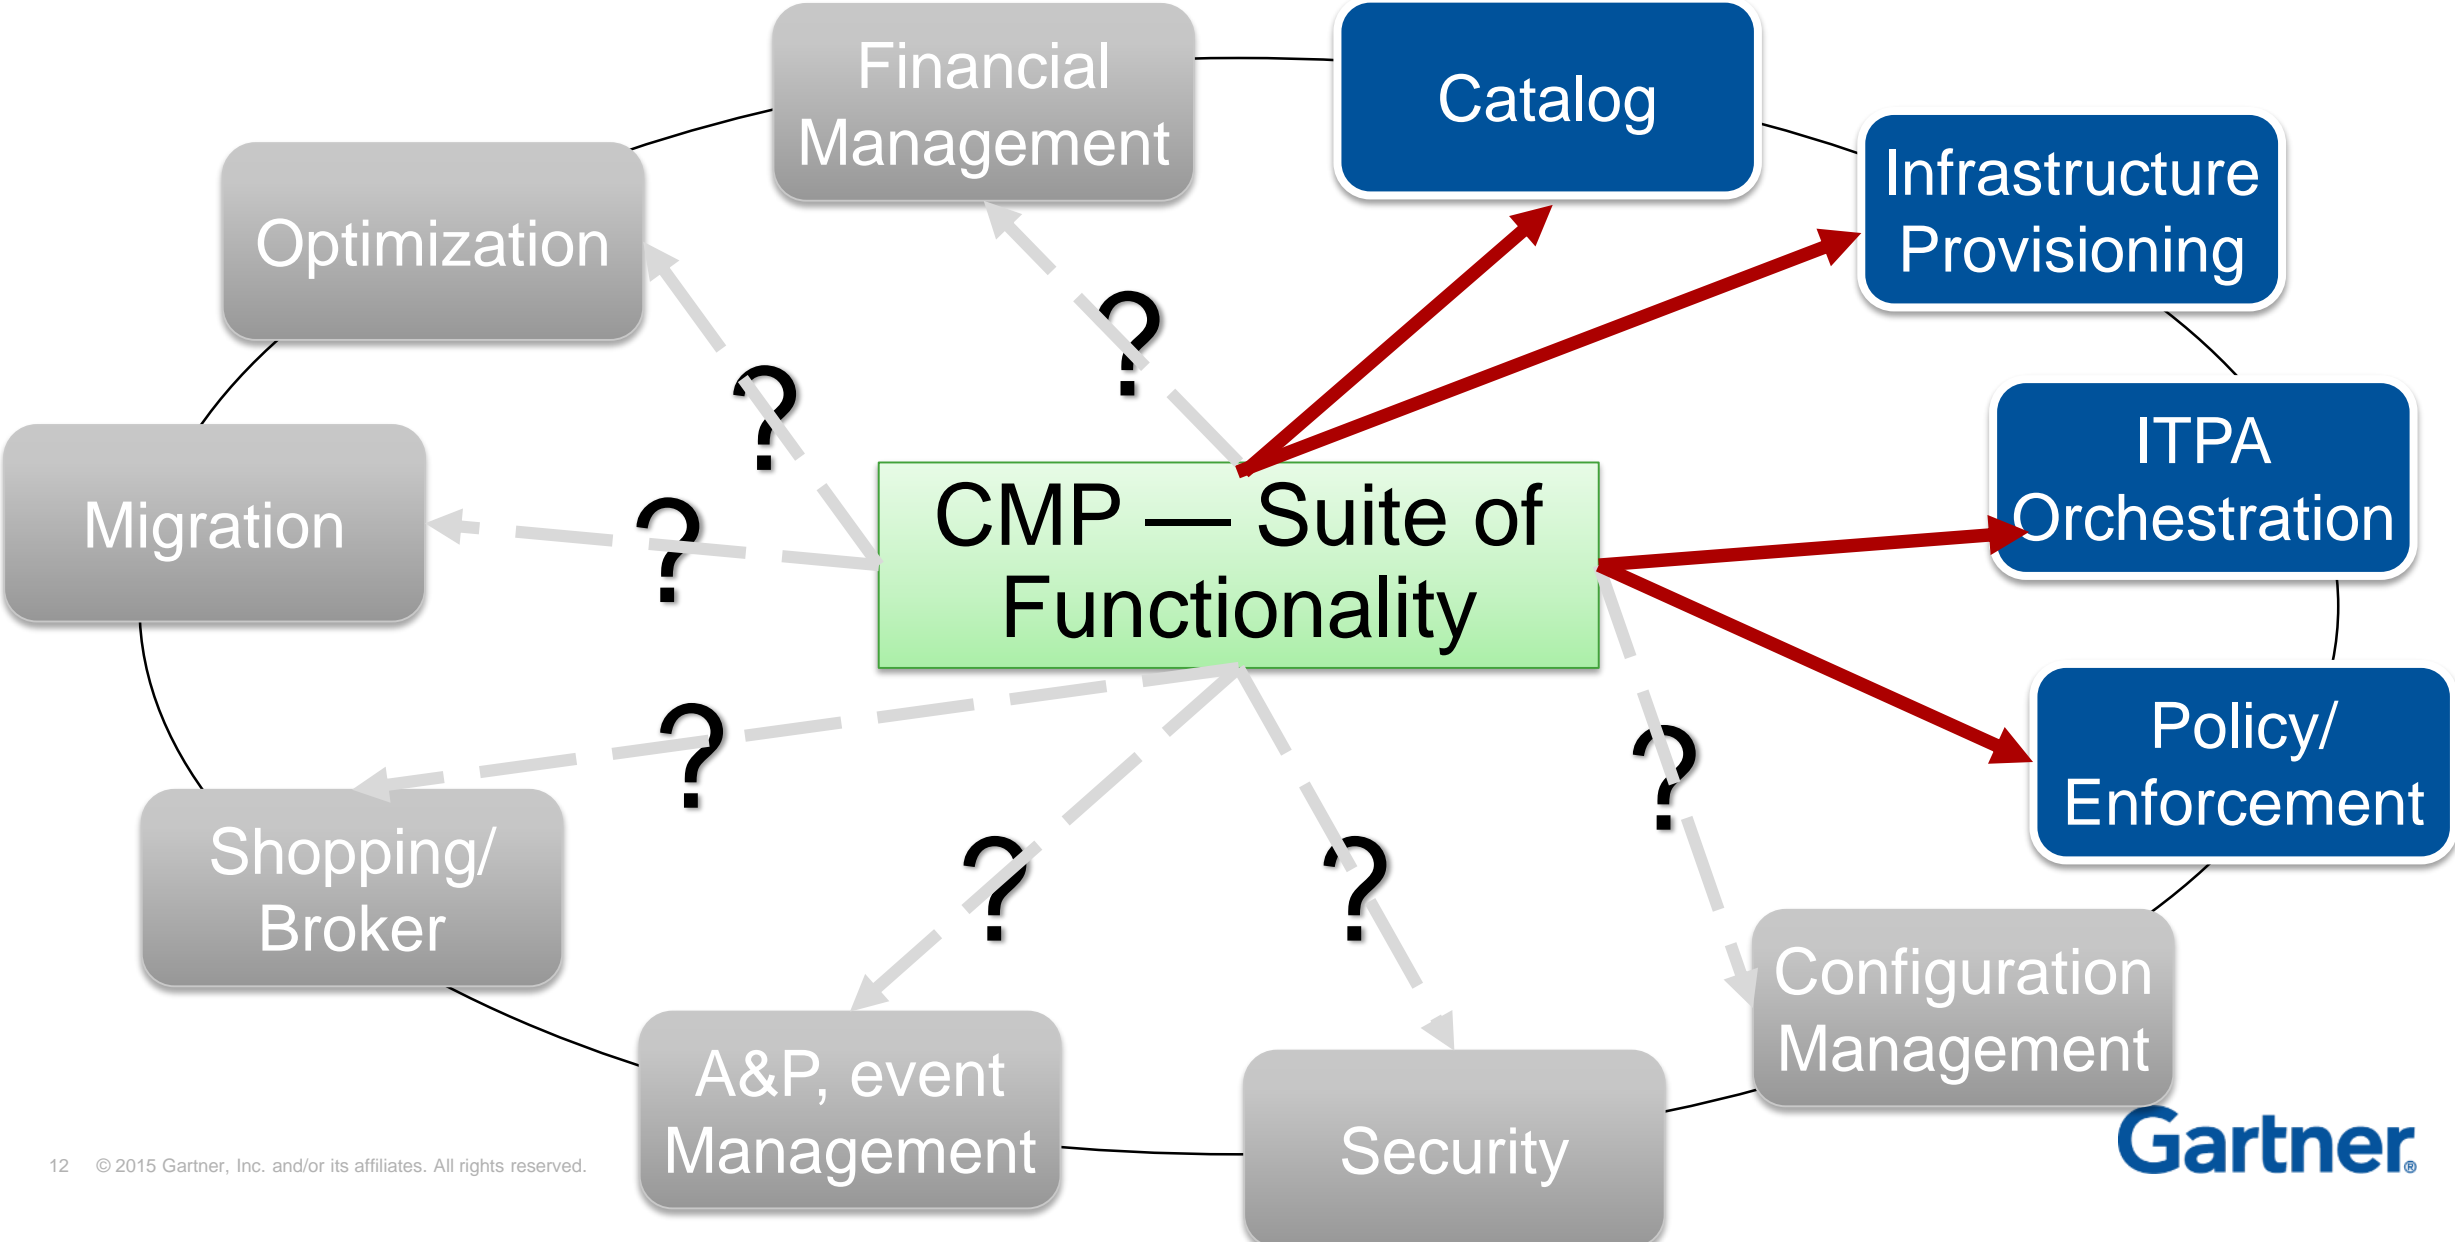 Financial
Management
Catalog
Infrastructure
Provisioning
Optimization
?
?
ITPA
Orchestration
Migration
?
CMP — Suite of
Functionality
?
?
Policy/
Enforcement
Shopping/
Broker
?
?
Configuration
Management
A&P, event
Management
Security
Gartner®
12 © 2015 Gartner, Inc. and/or its affiliates. All rights reserved.